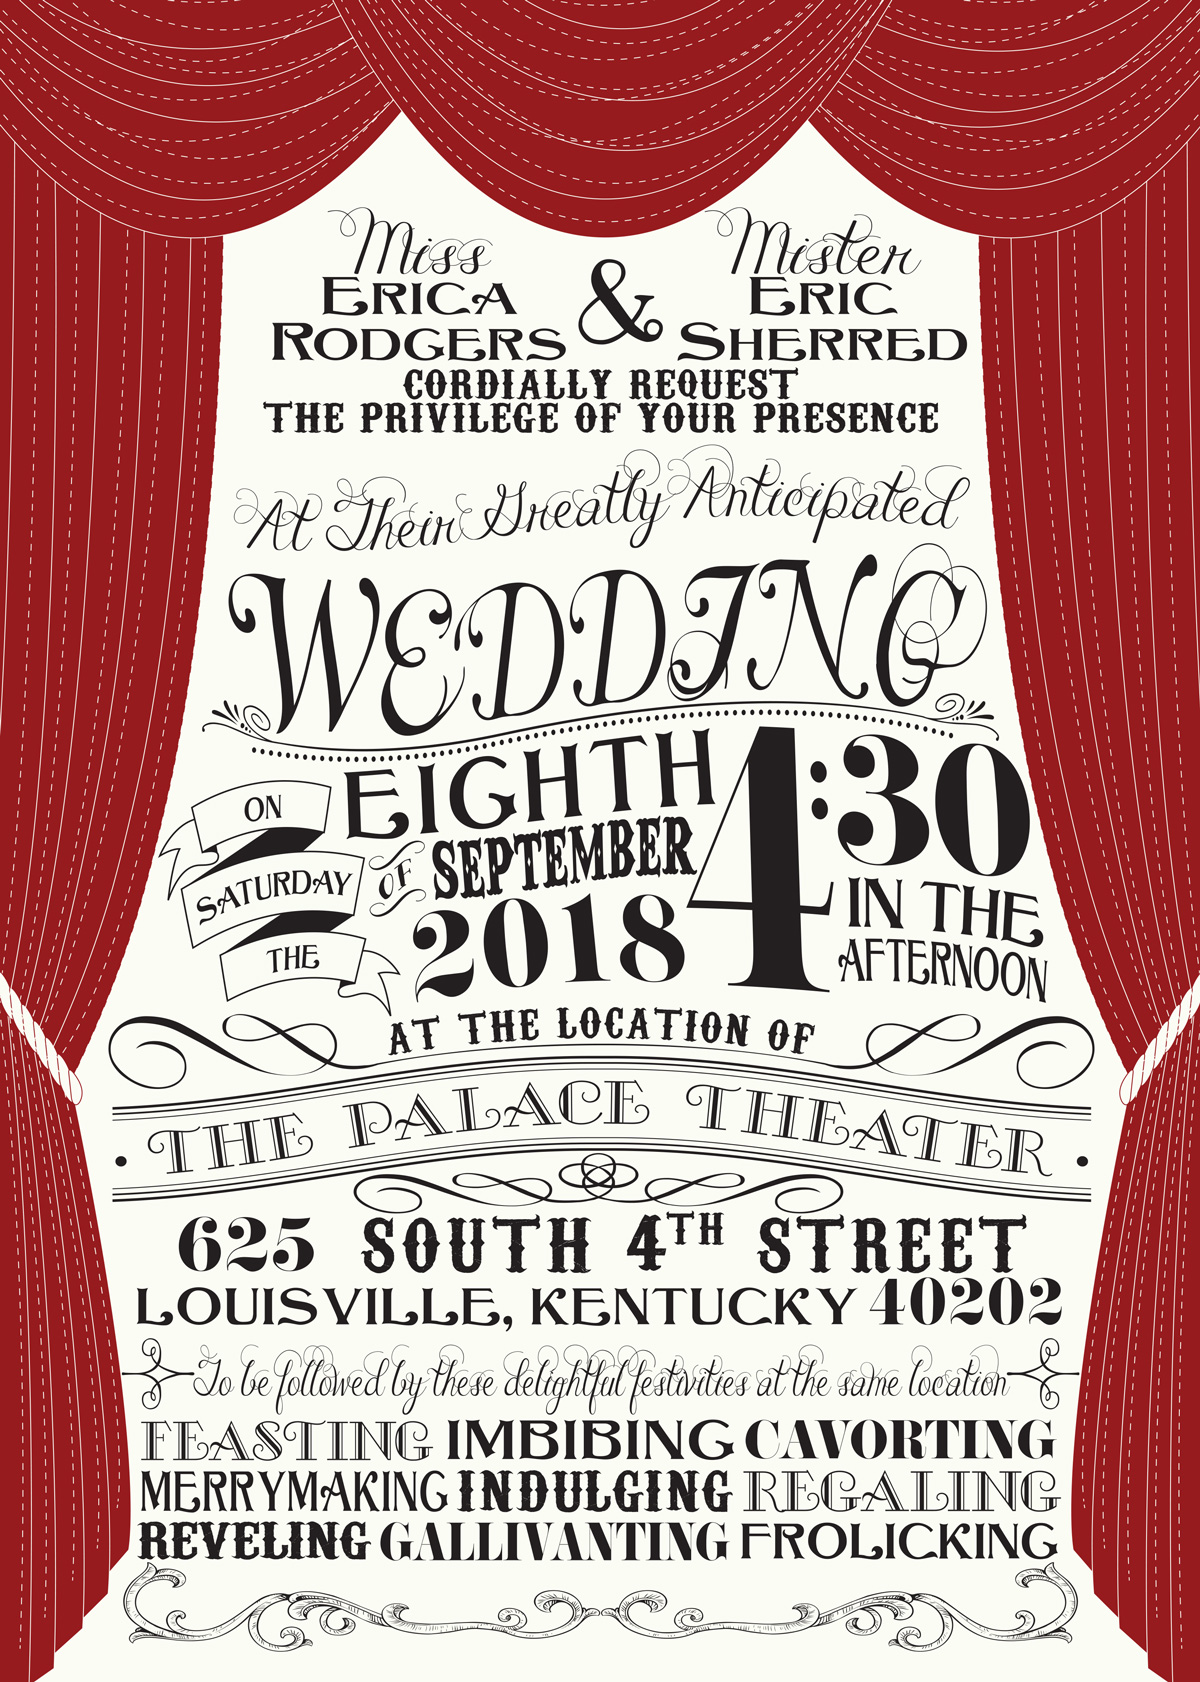 Miss
ERICA
RODGERS
&
Mister
ERIC
SHERRED
CORDIALLY REQUEST
THE PRIVILEGE OF YOUR PRESENCE
At Their Greatly Anticipated
WEDDING
ON
SATURDAY
THE
EIGHTH
OF SEPTEMBER
2018
4:30
IN THE
AFTERNOON
AT THE LOCATION OF
• THE PALACE THEATER •
625 SOUTH 4TH STREET
LOUISVILLE, KENTUCKY 40202
To be followed by these delightful festivities at the same location
FEASTING IMBIBING CAVORTING
MERRYMAKING INDULGING REGALING
REVELING GALLIVANTING FROLICKING